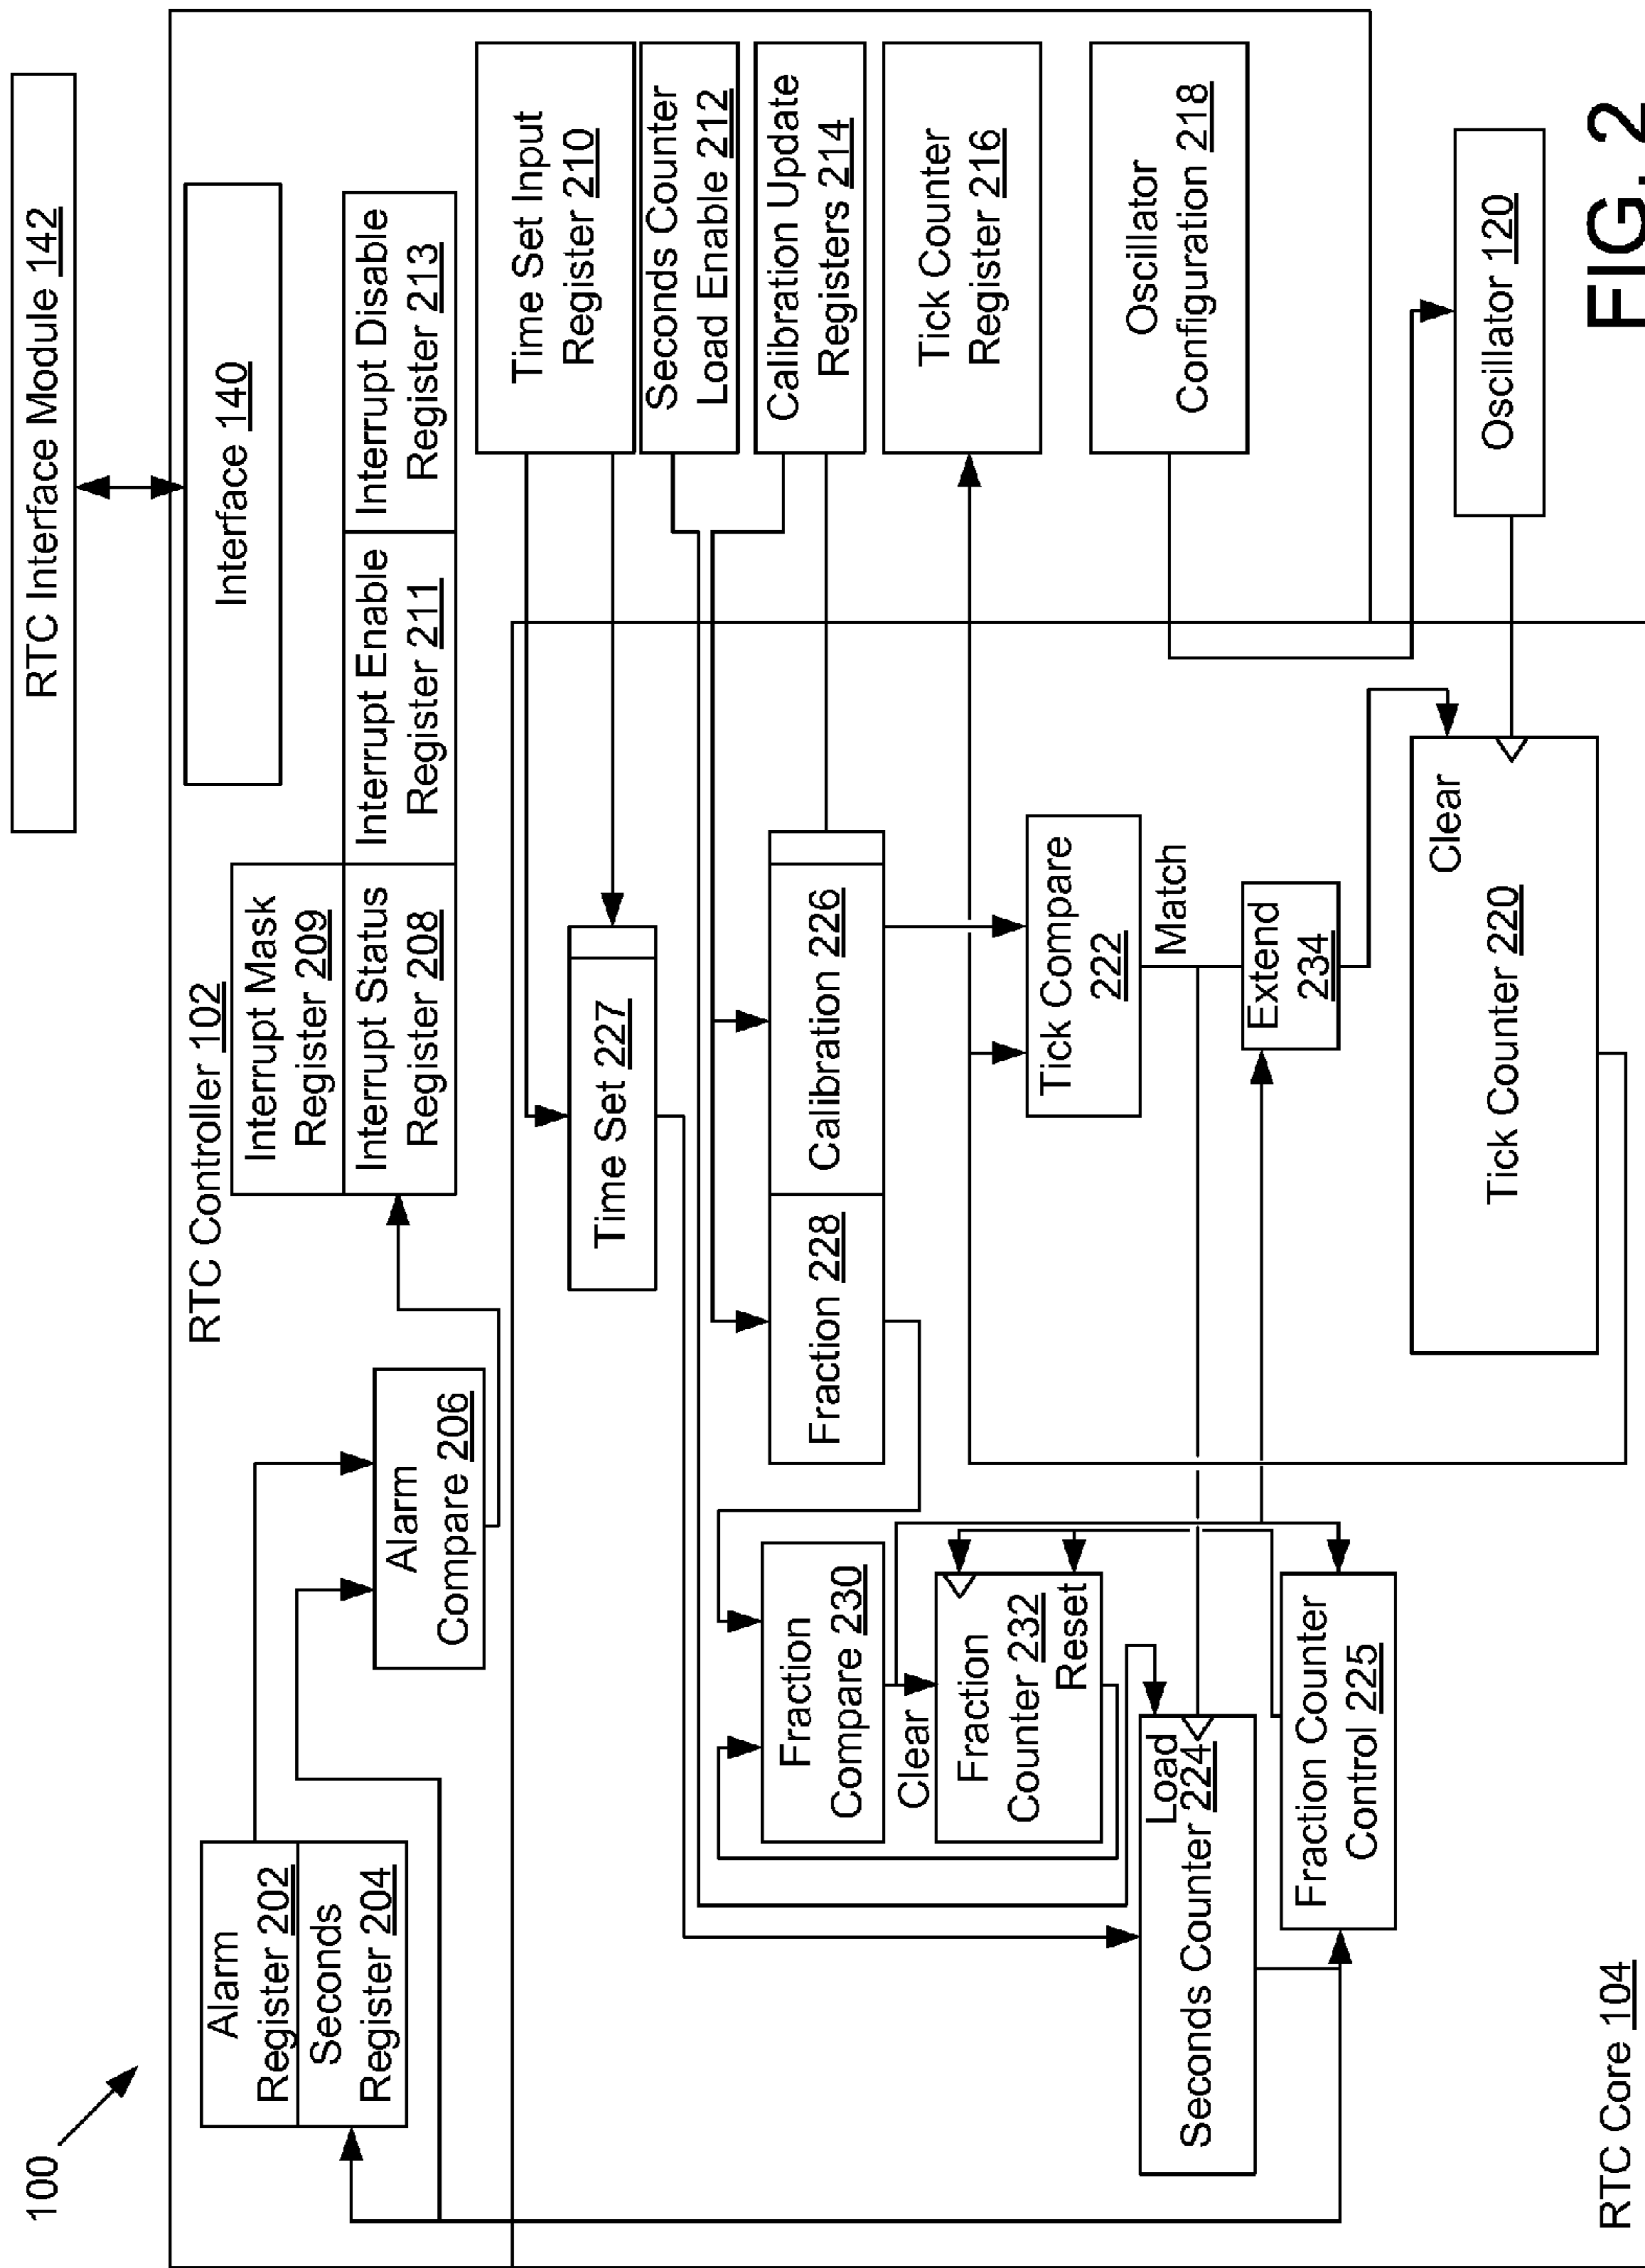 100
RTC Interface Module 142
RTC Controller 102
Interface 140
Alarm
Register 202
Seconds
Register 204
Alarm
Compare 206
Interrupt Mask
Register 209
Interrupt Status
Register 208
Interrupt Enable
Register 211
Interrupt Disable
Register 213
Time Set Input
Register 210
Seconds Counter
Load Enable 212
Calibration Update
Registers 214
Tick Counter
Register 216
Oscillator
Configuration 218
Oscillator 120
Time Set 227
Fraction 228
Calibration 226
Fraction
Compare 230
Clear
Fraction
Counter 232
Reset
Load
Seconds Counter 224
Fraction Counter
Control 225
Tick Compare
222
Match
Extend
234
Clear
Tick Counter 220
RTC Core 104
FIG. 2